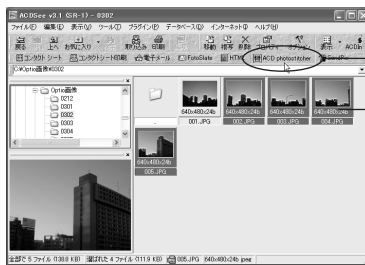 ACDSee v3.1 (SR-1) - 0302
ファイル(F) 編集(E) 表示(V) ツール(T) プラグイン(P) データベース(D) インターネット(I) ヘルプ(H)
戻る 上へ お気に入り 取り込み 印刷 移動 複写 削除 プロパティ オプション 表示 ACDIn
コンタクト シート コンタクトシート印刷 電子メール FotoSlate HTML ACD photostitcher SendPix
C:¥Optio画像¥0302
Optio画像
0212
0301
0302
0303
0304
640x480x24b 640x480x24b 640x480x24b 640x480x24b
001.JPG 002.JPG 003.JPG 004.JPG
640x480x24b
005.JPG
全部で 5 ファイル (138.8 KB) 選ばれた 4 ファイル (111.9 KB) 005.JPG 640x480x24b jpeg